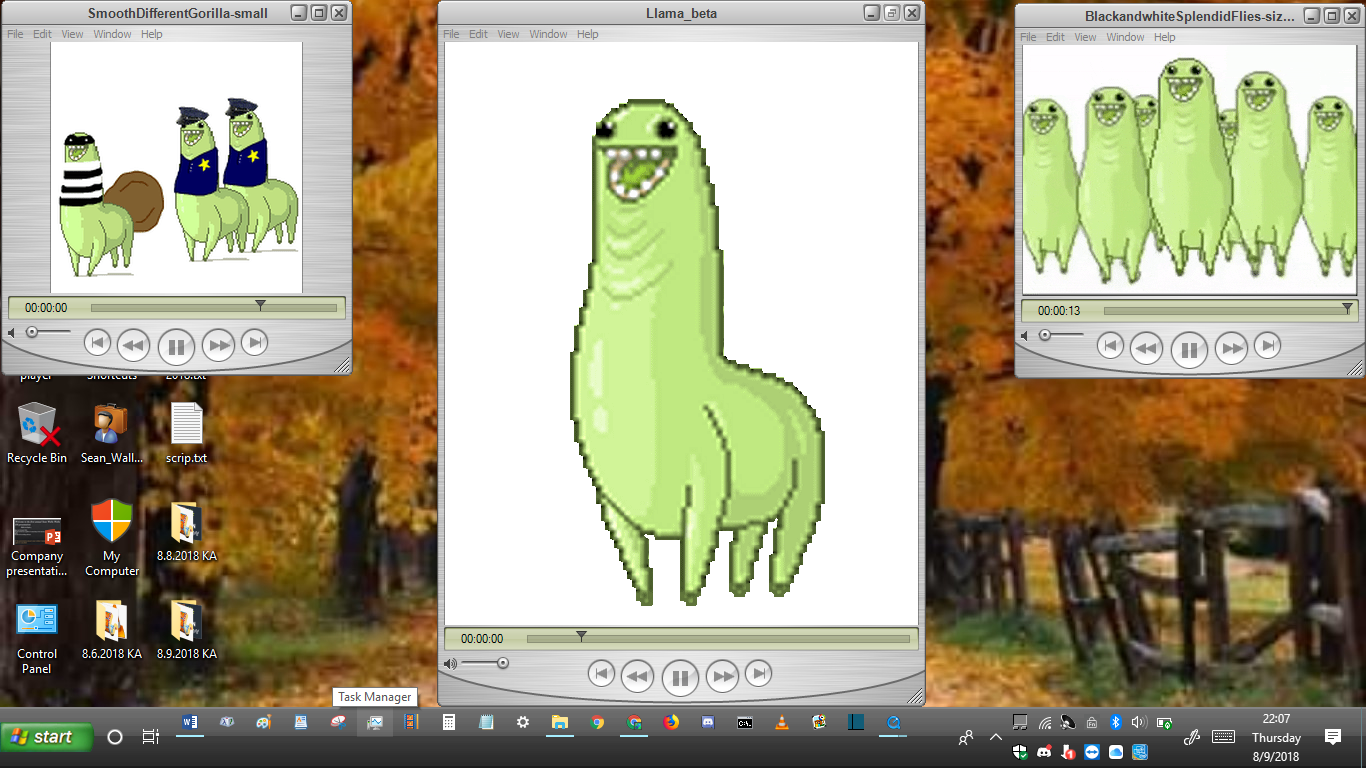 SmoothDifferentGorilla-small
File Edit View Window Help
00:00:00
Llama_beta
File Edit View Window Help
00:00:00
BlackandwhiteSplendidFlies-siz...
File Edit View Window Help
00:00:13
player
Shortcuts
Recycle Bin
Sean_Wall...
scrip.txt
Company
presentati...
My
Computer
8.8.2018 KA
Control
Panel
8.6.2018 KA
8.9.2018 KA
Task Manager
start
22:07
Thursday
8/9/2018